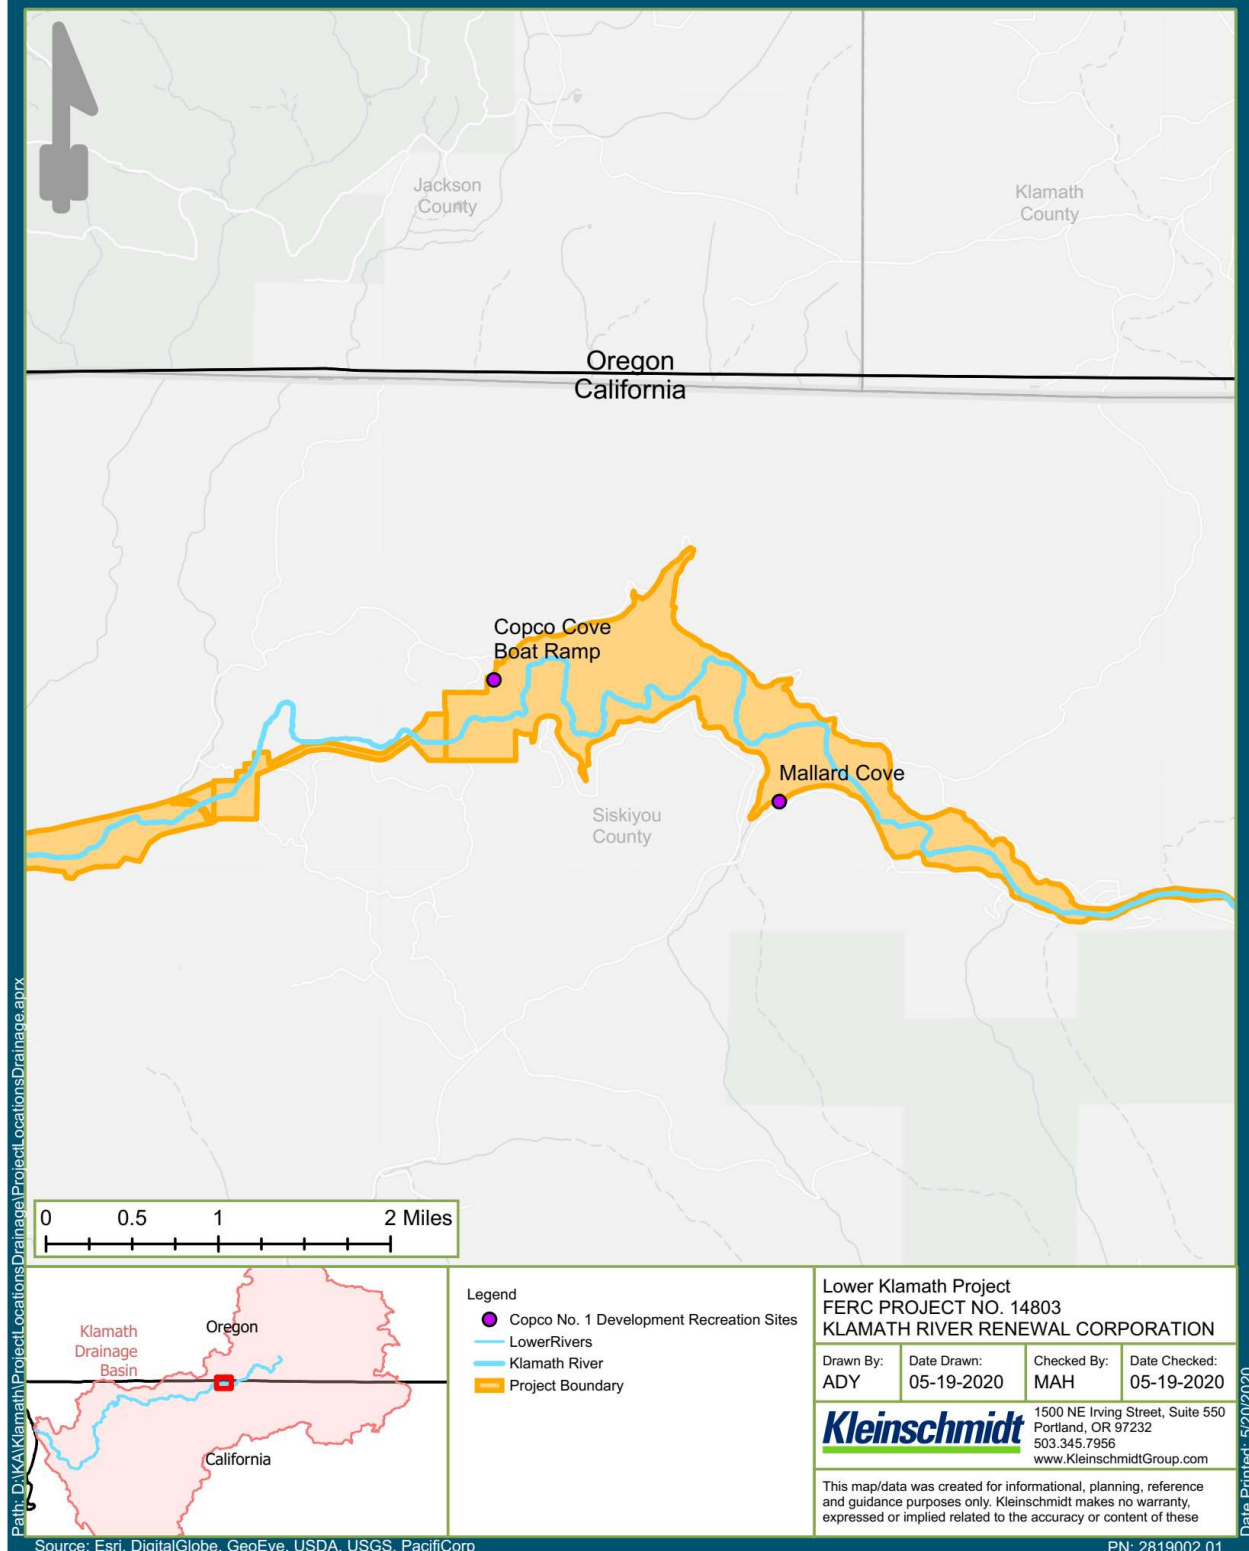 Jackson
County
Klamath
County
Oregon
California
Copco Cove
Boat Ramp
Mallard Cove
Siskiyou
County
0 0.5 1 2 Miles
Klamath
Drainage
Basin
Oregon
California
Legend
Copco No. 1 Development Recreation Sites
LowerRivers
Klamath River
Project Boundary
Lower Klamath Project
FERC PROJECT NO. 14803
KLAMATH RIVER RENEWAL CORPORATION
Drawn By:
ADY
Date Drawn:
05-19-2020
Checked By:
MAH
Date Checked:
05-19-2020
Kleinschmidt
1500 NE Irving Street, Suite 550
Portland, OR 97232
503.345.7956
www.KleinschmidtGroup.com
This map/data was created for informational, planning, reference
and guidance purposes only. Kleinschmidt makes no warranty,
expressed or implied related to the accuracy or content of these
Path: D:\KA\Klamath\ProjectLocationsDrainage\ProjectLocationsDrainage.aprx
Date Printed: 5/20/2020
Source: Esri, DigitalGlobe, GeoEye, USDA, USGS, PacifiCorp
PN: 2819002.01